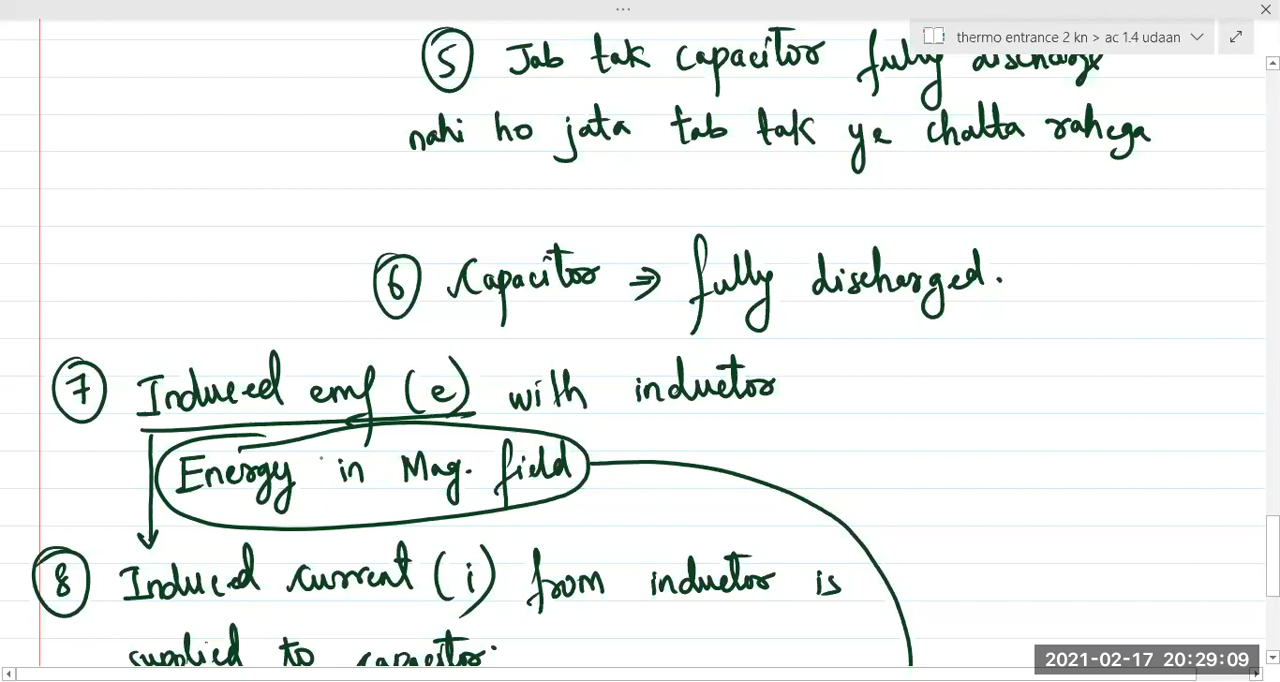 thermo entrance 2 kn > ac 1.4 udaan
⑤ Jab tak capacitor fully discharge
nahi ho jata tab tak ye chalta rahega
⑥ Capacitor ⇒ fully discharged.
⑦ Induced emf (e) with inductor
Energy in Mag. field
⑧ Induced current (i) from inductor is
supplied to capacitor.
2021-02-17 20:29:09